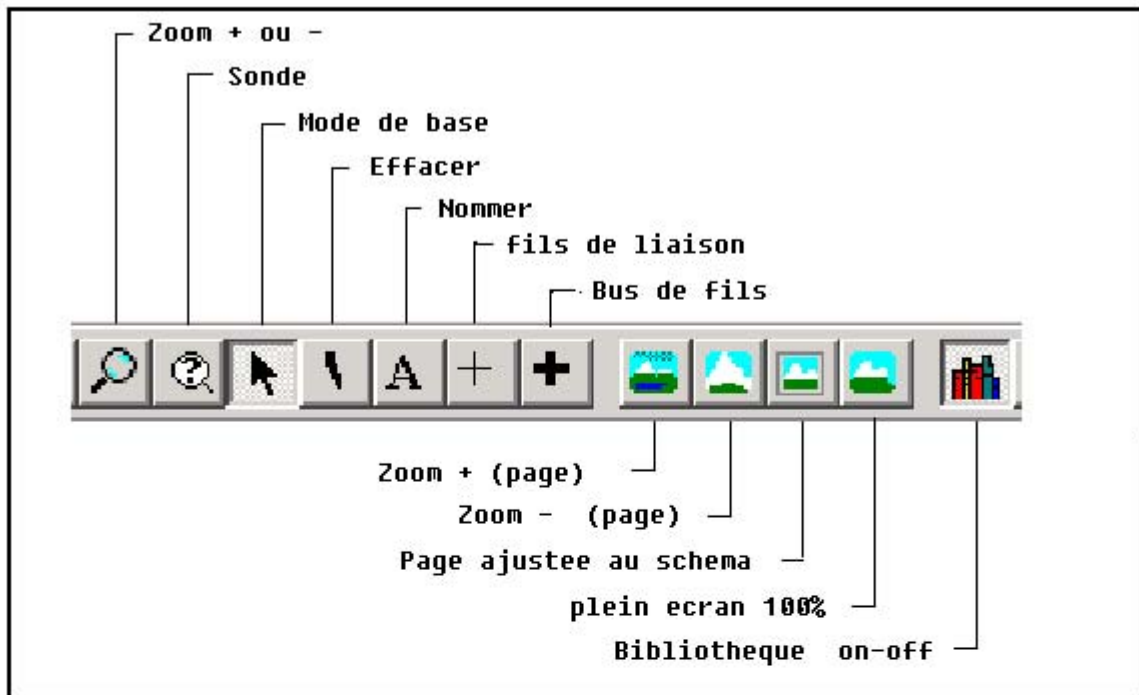 Zoom + ou -
Sonde
Mode de base
Effacer
Nommer
fils de liaison
Bus de fils
A
Zoom + (page)
Zoom - (page)
Page ajustee au schema
plein ecran 100%
Bibliotheque on-off